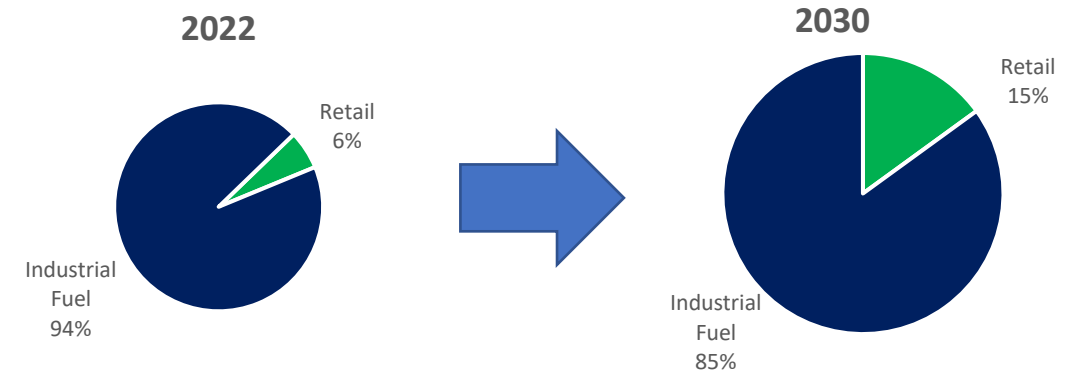 2022
Retail
6%
Industrial
Fuel
94%
2030
Retail
15%
Industrial
Fuel
85%